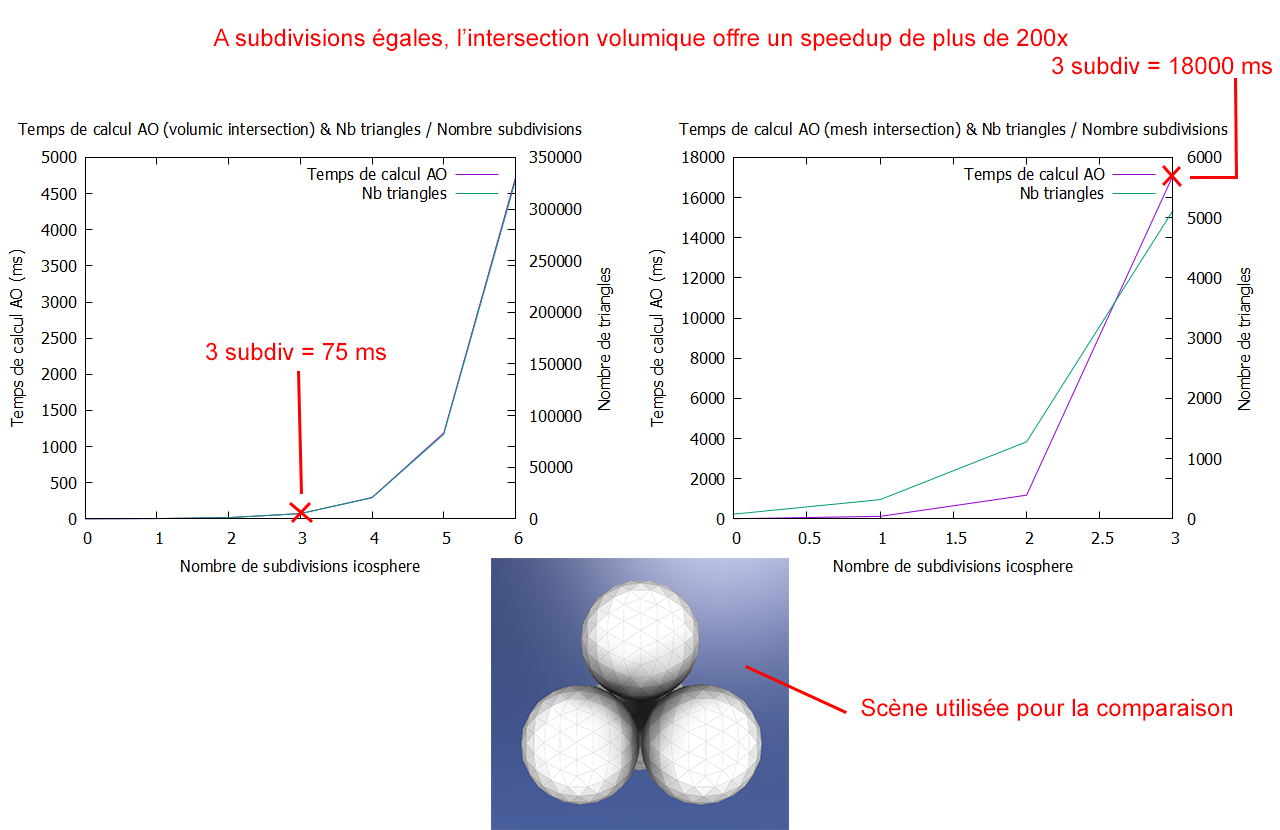 A subdivisions égales, l’intersection volumique offre un speedup de plus de 200x
3 subdiv = 18000 ms
Temps de calcul AO (volumic intersection) & Nb triangles / Nombre subdivisions
Temps de calcul AO
Nb triangles
5000
4500
4000
3500
3000
2500
2000
1500
1000
500
0
350000
300000
250000
200000
150000
100000
50000
0
Temps de calcul AO (ms)
Nombre de triangles
3 subdiv = 75 ms
0 1 2 3 4 5 6
Nombre de subdivisions icosphere
Temps de calcul AO (mesh intersection) & Nb triangles / Nombre subdivisions
Temps de calcul AO
Nb triangles
18000
16000
14000
12000
10000
8000
6000
4000
2000
0
6000
5000
4000
3000
2000
1000
0
Temps de calcul AO (ms)
Nombre de triangles
0 0.5 1 1.5 2 2.5 3
Nombre de subdivisions icosphere
Scène utilisée pour la comparaison